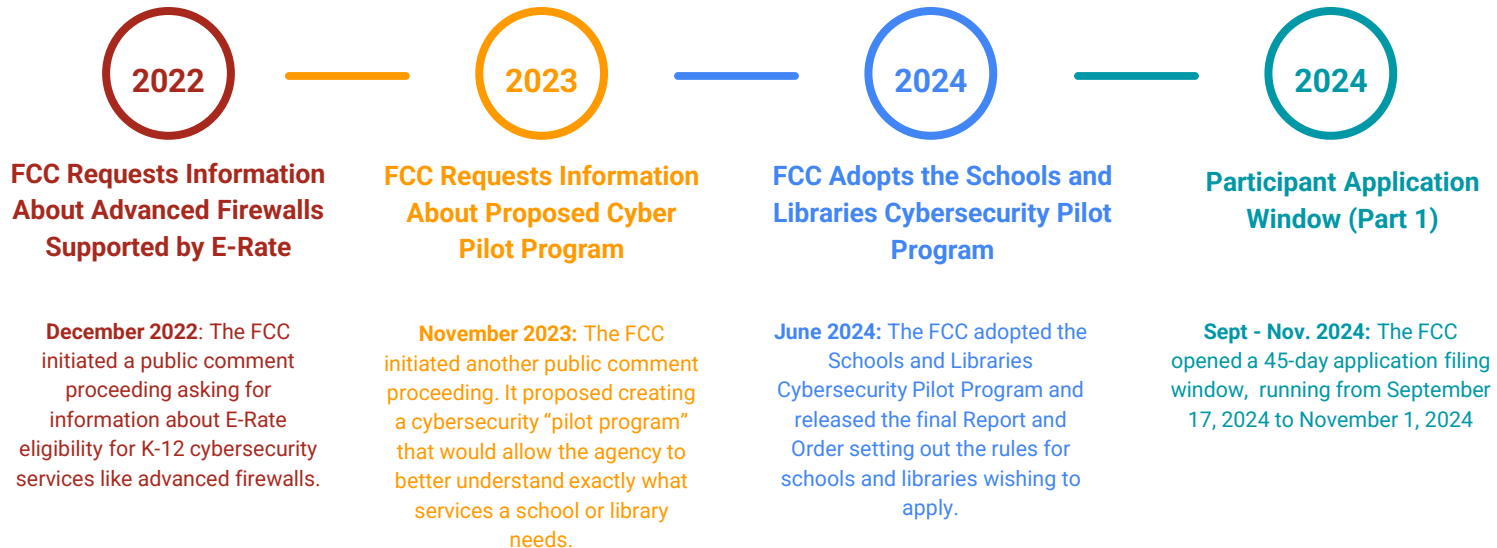 2022
FCC Requests Information
About Advanced Firewalls
Supported by E-Rate
December 2022: The FCC
initiated a public comment
proceeding asking for
information about E-Rate
eligibility for K-12 cybersecurity
services like advanced firewalls.
2023
FCC Requests Information
About Proposed Cyber
Pilot Program
November 2023: The FCC
initiated another public comment
proceeding. It proposed creating
a cybersecurity “pilot program”
that would allow the agency to
better understand exactly what
services a school or library
needs.
2024
FCC Adopts the Schools and
Libraries Cybersecurity Pilot
Program
June 2024: The FCC adopted the
Schools and Libraries
Cybersecurity Pilot Program and
released the final Report and
Order setting out the rules for
schools and libraries wishing to
apply.
2024
Participant Application
Window (Part 1)
Sept - Nov. 2024: The FCC
opened a 45-day application filing
window, running from September
17, 2024 to November 1, 2024